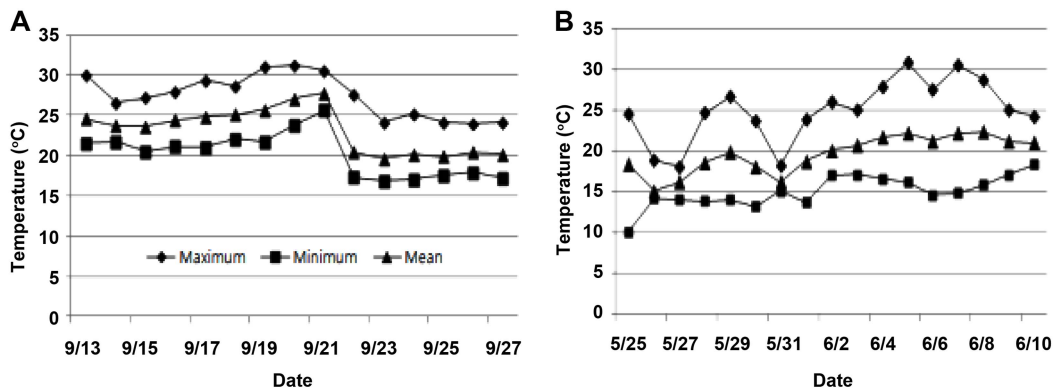 A
Temperature (°C)
35
30
25
20
15
10
5
0
Maximum Minimum Mean
9/13 9/15 9/17 9/19 9/21 9/23 9/25 9/27
Date
B
Temperature (°C)
35
30
25
20
15
10
5
0
5/25 5/27 5/29 5/31 6/2 6/4 6/6 6/8 6/10
Date